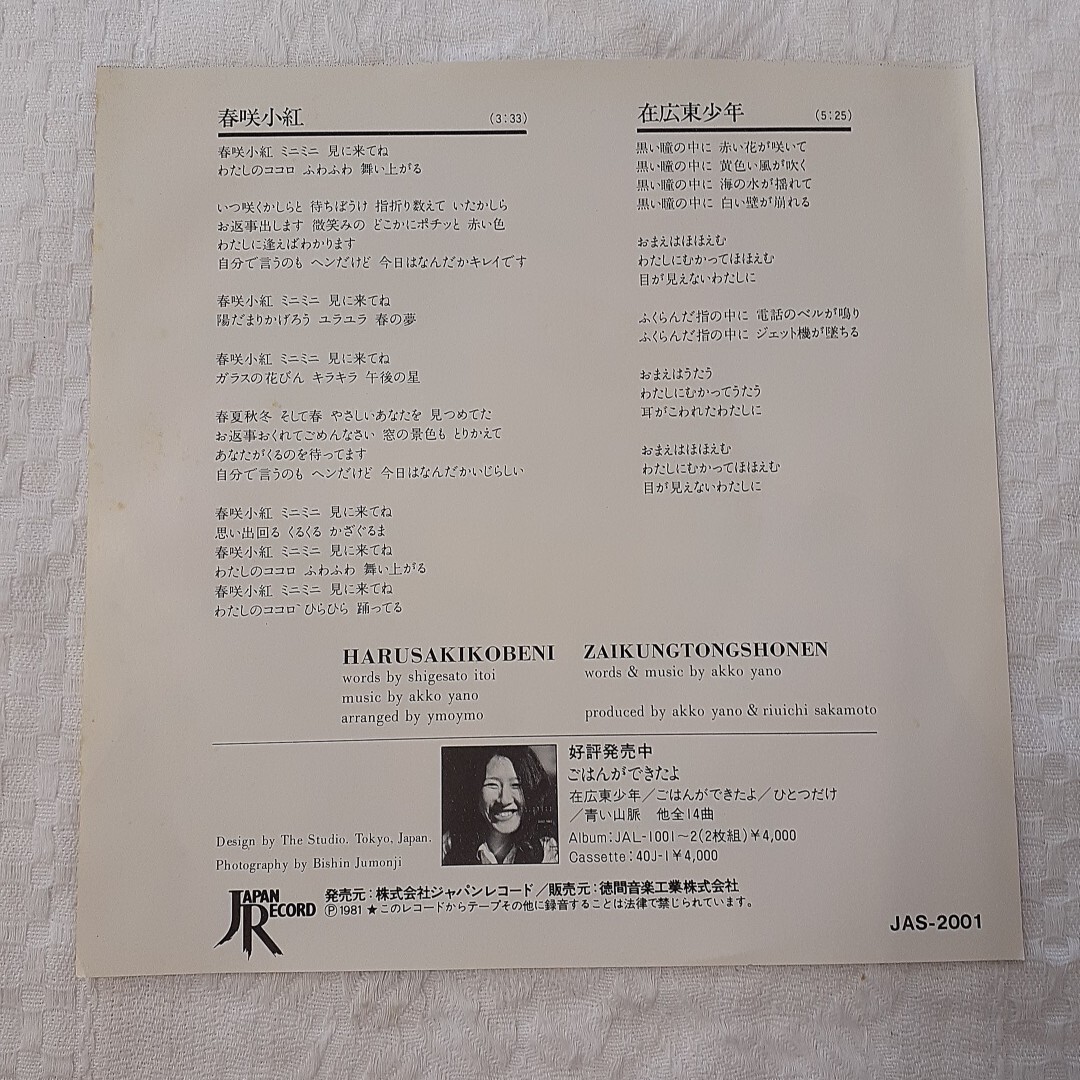 春咲小紅 (3:33)
春咲小紅 ミニミニ 見に来てね
わたしのココロ ふわふわ 舞い上がる
いつ咲くかしらと 待ちぼうけ 指折り数えて いたかしら
お返事出します 微笑みの どこかにポチッと 赤い色
わたしに逢えばわかります
自分で言うのも ヘンだけど 今日はなんだかキレイです
春咲小紅 ミニミニ 見に来てね
陽だまりかげろう ユラユラ 春の夢
春咲小紅 ミニミニ 見に来てね
ガラスの花びん キラキラ 午後の星
春夏秋冬 そして春 やさしいあなたを 見つめてた
お返事おくれてごめんなさい 窓の景色も とりかえて
あなたがくるのを待ってます
自分で言うのも ヘンだけど 今日はなんだかいじらしい
春咲小紅 ミニミニ 見に来てね
思い出回る くるくる かざぐるま
春咲小紅 ミニミニ 見に来てね
わたしのココロ ふわふわ 舞い上がる
春咲小紅 ミニミニ 見に来てね
わたしのココロ ひらひら 踊ってる
在広東少年 (5:25)
黒い瞳の中に 赤い花が咲いて
黒い瞳の中に 黄色い風が吹く
黒い瞳の中に 海の水が揺れて
黒い瞳の中に 白い壁が崩れる
おまえはほほえむ
わたしにむかってほほえむ
目が見えないわたしに
ふくらんだ指の中に 電話のベルが鳴り
ふくらんだ指の中に ジェット機が墜ちる
おまえはうたう
わたしにむかってうたう
耳がこわれたわたしに
おまえはほほえむ
わたしにむかってほほえむ
目が見えないわたしに
HARUSAKIKOBENI
words by shigesato itoi
music by akko yano
arranged by ymoymo
ZAIKUNGTONGSHONEN
words & music by akko yano
produced by akko yano & riuichi sakamoto
Design by The Studio, Tokyo, Japan.
Photography by Bishin Jumonji
好評発売中
ごはんができたよ
在広東少年／ごはんができたよ／ひとつだけ
／青い山脈 他全14曲
Album:JAL-1001〜2(2枚組)¥4,000
Cassette:40J-1¥4,000
JAPAN RECORD
発売元:株式会社ジャパンレコード／販売元:徳間音楽工業株式会社
Ⓟ1981 ★このレコードからテープその他に録音することは法律で禁じられています。
JAS-2001